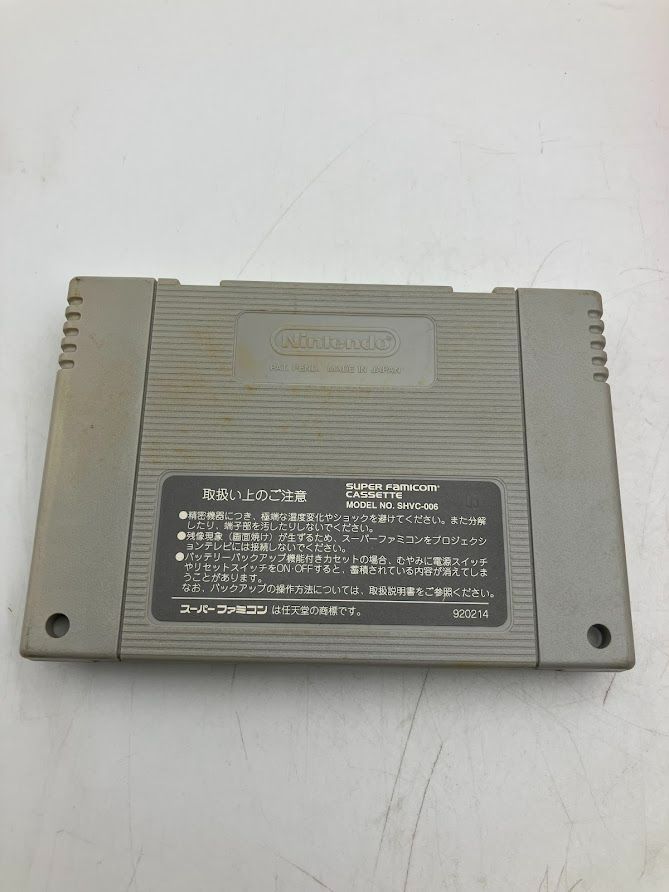 Nintendo
PAT. PEND. MADE IN JAPAN
取扱い上のご注意
SUPER FAMICOM
CASSETTE
MODEL NO. SHVC-006
●精密機器につき、極端な温度変化やショックを避けてください。また分解
したり、端子部を汚したりしないでください。
●残像現象（画面焼け）が生ずるため、スーパーファミコンをプロジェクシ
ョンテレビには接続しないでください。
●バッテリーバックアップ機能付きカセットの場合、むやみに電源スイッチ
やリセットスイッチをON・OFFすると、蓄積されている内容が消えてしま
うことがあります。
なお、バックアップの操作方法については、取扱説明書をご参照ください。
スーパーファミコン は任天堂の商標です。
920214